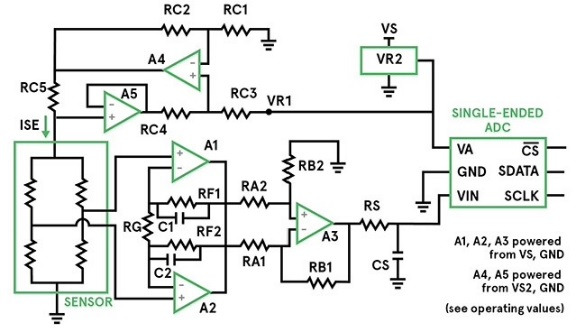 RC2
RC1
VS
A4
VR2
RC5
A5
RC3
VR1
RC4
ISE
SINGLE-ENDED
ADC
A1
RB2
VA
CS
GND
SDATA
VIN
SCLK
RF1
RA2
C1
RG
RF2
A3
RS
C2
RA1
CS
RB1
A2
SENSOR
A1, A2, A3 powered
from VS, GND
A4, A5 powered
from VS2, GND
(see operating values)